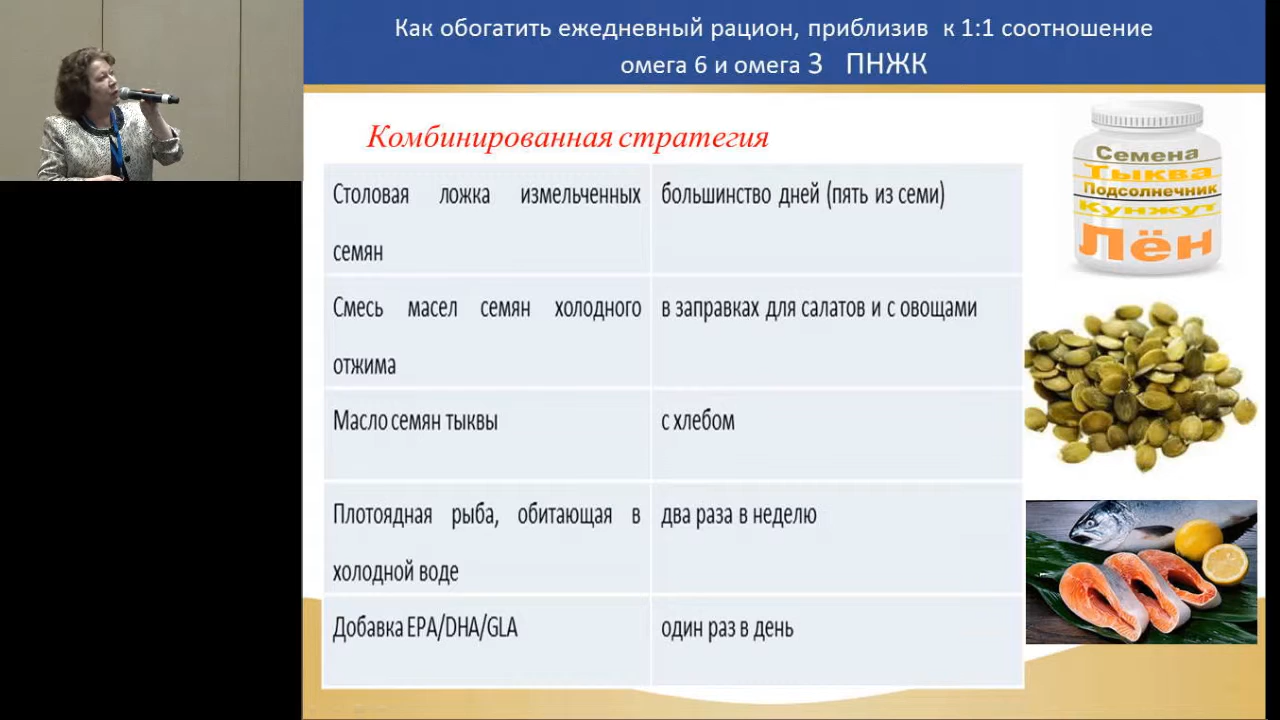 Как обогатить ежедневный рацион, приблизив к 1:1 соотношение
омега 6 и омега 3 ПНЖК
Комбинированная стратегия
Столовая ложка измельченных
семян
большинство дней (пять из семи)
Смесь масел семян холодного
отжима
в заправках для салатов и с овощами
Масло семян тыквы
с хлебом
Плотоядная рыба, обитающая в
холодной воде
два раза в неделю
Добавка EPA/DHA/GLA
один раз в день
Семена
Тыква
Подсолнечник
Кунжут
Лён